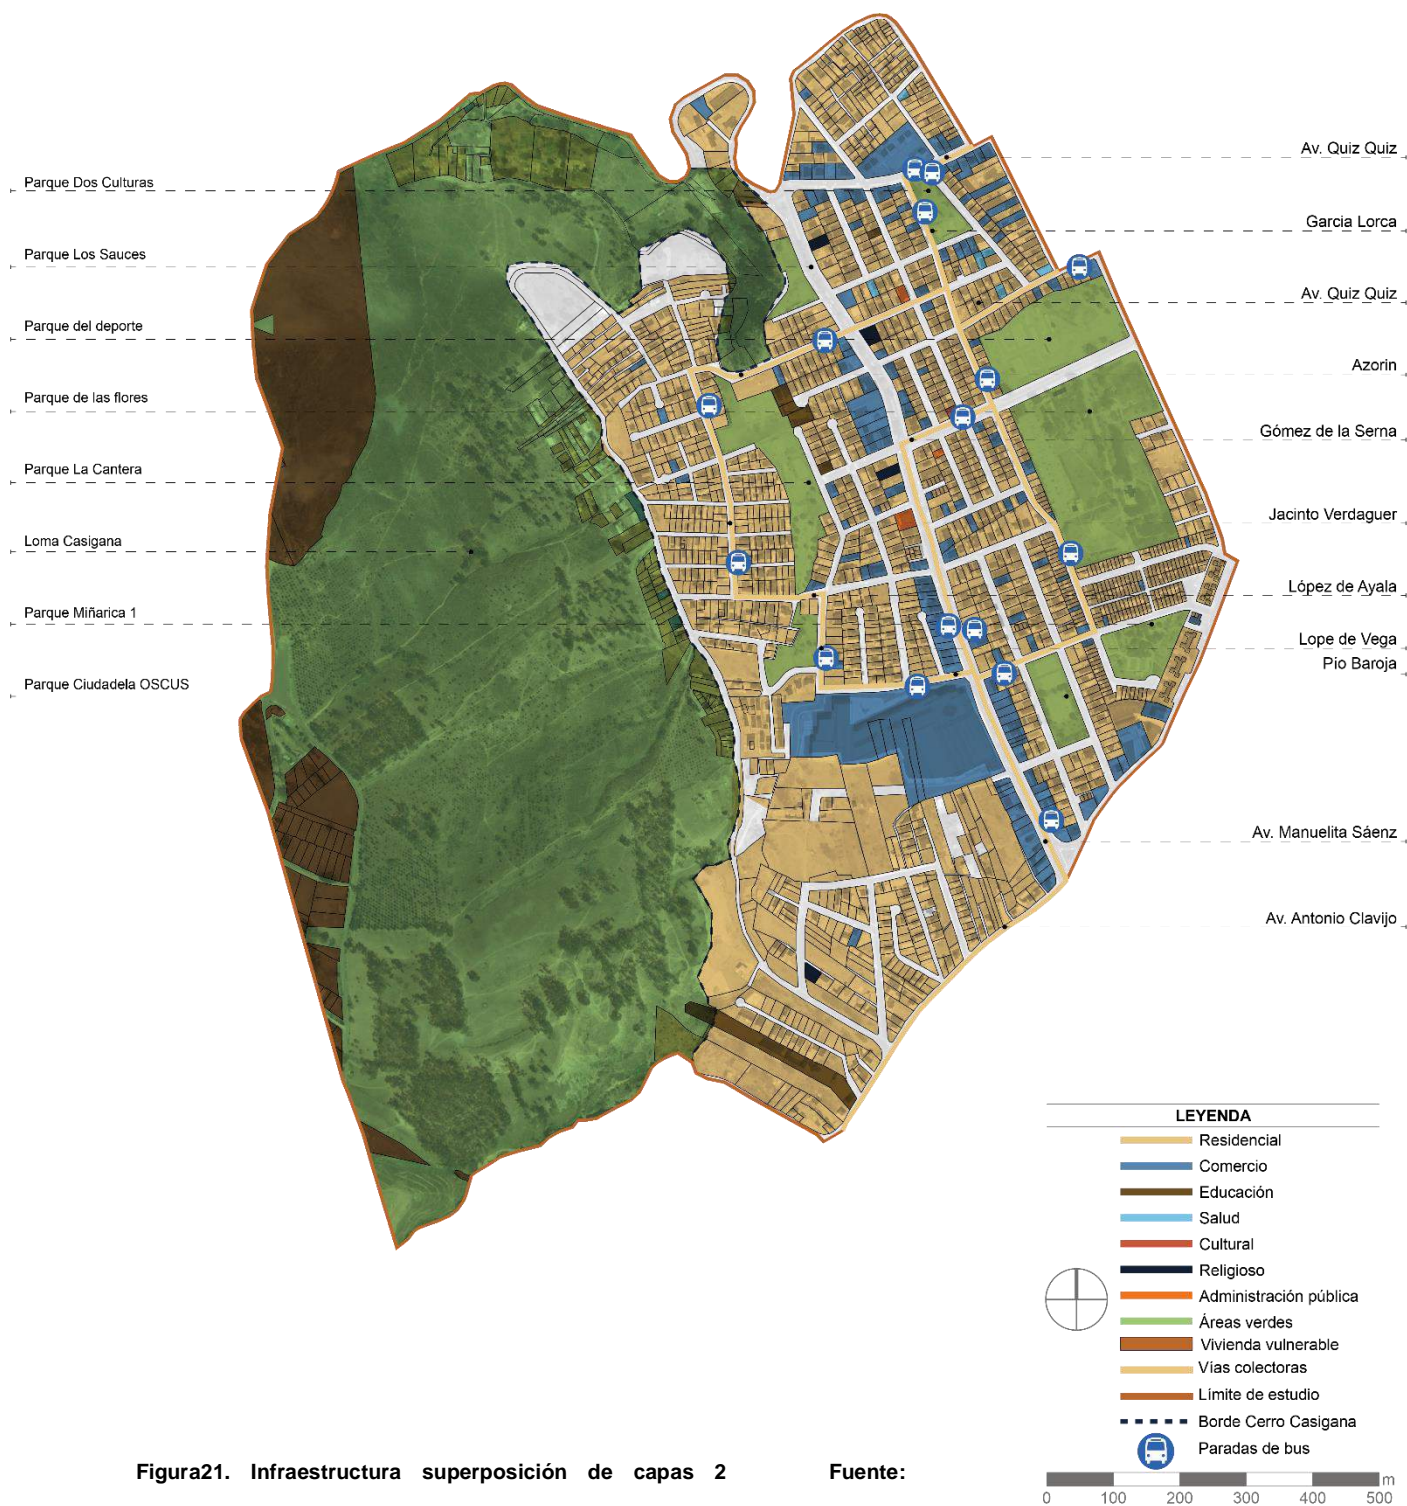 Parque Dos Culturas
Parque Los Sauces
Parque del deporte
Parque de las flores
Parque La Cantera
Loma Casigana
Parque Miñarica 1
Parque Ciudadela OSCUS
Av. Quiz Quiz
Garcia Lorca
Av. Quiz Quiz
Azorin
Gómez de la Serna
Jacinto Verdaguer
López de Ayala
Lope de Vega
Pio Baroja
Av. Manuelita Sáenz
Av. Antonio Clavijo
LEYENDA
Residencial
Comercio
Educación
Salud
Cultural
Religioso
Administración pública
Áreas verdes
Vivienda vulnerable
Vías colectoras
Límite de estudio
Borde Cerro Casigana
Paradas de bus
m
0 100 200 300 400 500
Figura21. Infraestructura superposición de capas 2 Fuente: